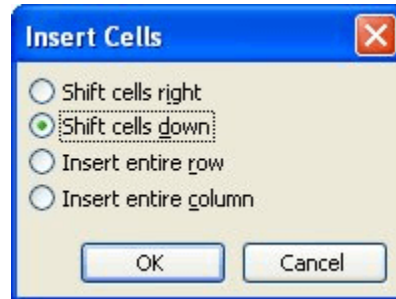 Insert Cells
Shift cells right
Shift cells down
Insert entire row
Insert entire column
OK Cancel